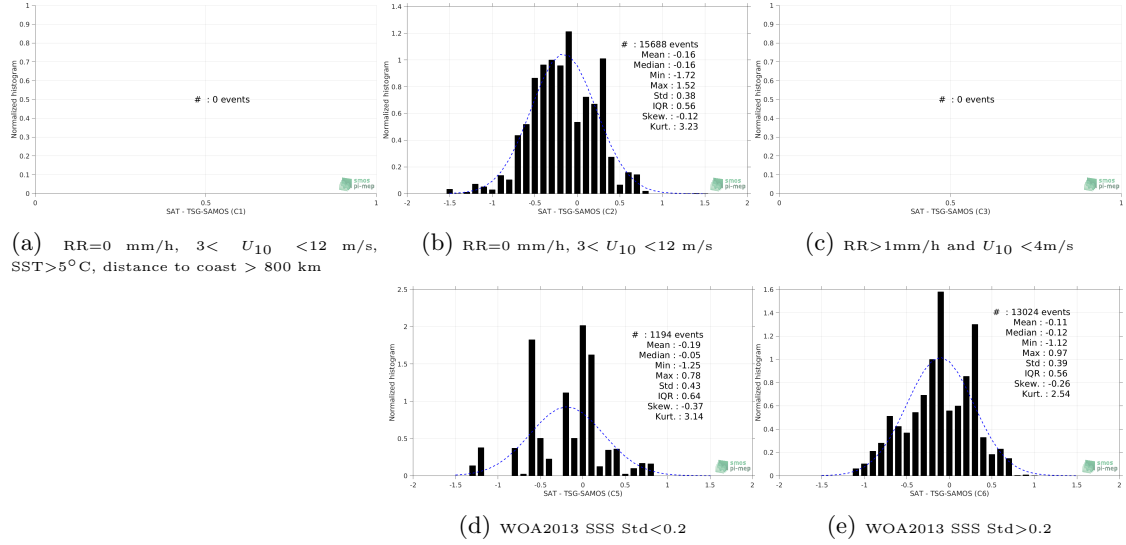 Normalized histogram
1
0.9
0.8
0.7
0.6
0.5
0.4
0.3
0.2
0.1
0
# : 0 events
0.5
1
SAT - TSG-SAMOS (C1)
smos
pi-mep
(a) RR=0 mm/h, 3< U10 <12 m/s,
SST>5°C, distance to coast > 800 km
Normalized histogram
1.4
1.2
1
0.8
0.6
0.4
0.2
0
# : 15688 events
Mean : -0.16
Median : -0.16
Min : -1.72
Max : 1.52
Std : 0.38
IQR : 0.56
Skew. : -0.12
Kurt. : 3.23
-2 -1.5 -1 -0.5 0 0.5 1 1.5 2
SAT - TSG-SAMOS (C2)
smos
pi-mep
(b) RR=0 mm/h, 3< U10 <12 m/s
Normalized histogram
1
0.9
0.8
0.7
0.6
0.5
0.4
0.3
0.2
0.1
0
# : 0 events
0.5
1
SAT - TSG-SAMOS (C3)
smos
pi-mep
(c) RR>1mm/h and U10 <4m/s
Normalized histogram
2.5
2
1.5
1
0.5
0
# : 1194 events
Mean : -0.19
Median : -0.05
Min : -1.25
Max : 0.78
Std : 0.43
IQR : 0.64
Skew. : -0.37
Kurt. : 3.14
-2 -1.5 -1 -0.5 0 0.5 1 1.5 2
SAT - TSG-SAMOS (C5)
smos
pi-mep
(d) WOA2013 SSS Std<0.2
Normalized histogram
1.6
1.4
1.2
1
0.8
0.6
0.4
0.2
0
# : 13024 events
Mean : -0.11
Median : -0.12
Min : -1.12
Max : 0.97
Std : 0.39
IQR : 0.56
Skew. : -0.26
Kurt. : 2.54
-2 -1.5 -1 -0.5 0 0.5 1 1.5 2
SAT - TSG-SAMOS (C6)
smos
pi-mep
(e) WOA2013 SSS Std>0.2